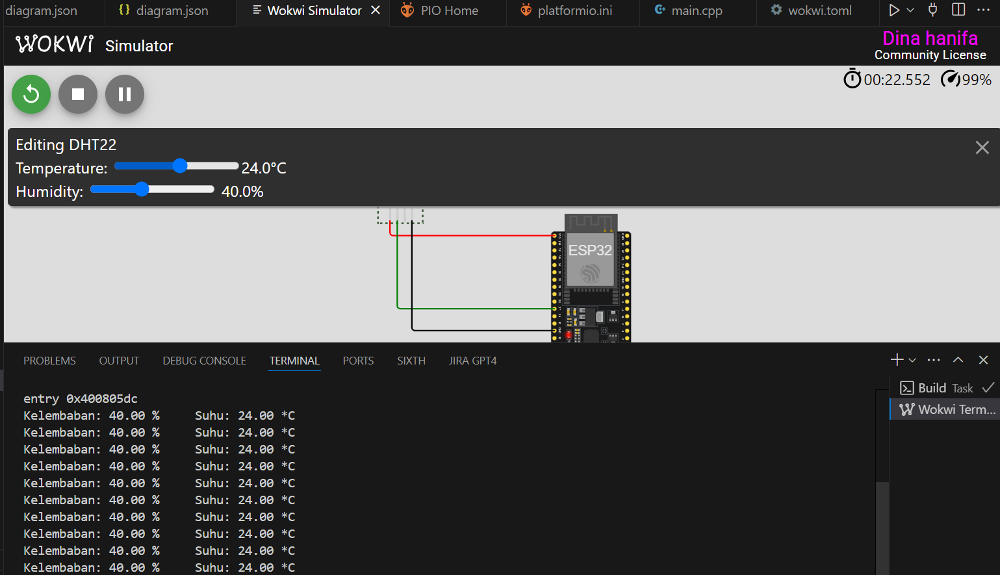 diagram.json
{} diagram.json
Wokwi Simulator
PIO Home
platformio.ini
main.cpp
wokwi.toml
WOKWI Simulator
Dina hanifa
Community License
00:22.552 99%
Editing DHT22
Temperature: 24.0°C
Humidity: 40.0%
ESP32
PROBLEMS OUTPUT DEBUG CONSOLE TERMINAL PORTS SIXTH JIRA GPT4
Build Task
Wokwi Term...
entry 0x400805dc
Kelembaban: 40.00 % Suhu: 24.00 *C
Kelembaban: 40.00 % Suhu: 24.00 *C
Kelembaban: 40.00 % Suhu: 24.00 *C
Kelembaban: 40.00 % Suhu: 24.00 *C
Kelembaban: 40.00 % Suhu: 24.00 *C
Kelembaban: 40.00 % Suhu: 24.00 *C
Kelembaban: 40.00 % Suhu: 24.00 *C
Kelembaban: 40.00 % Suhu: 24.00 *C
Kelembaban: 40.00 % Suhu: 24.00 *C
Kelembaban: 40.00 % Suhu: 24.00 *C